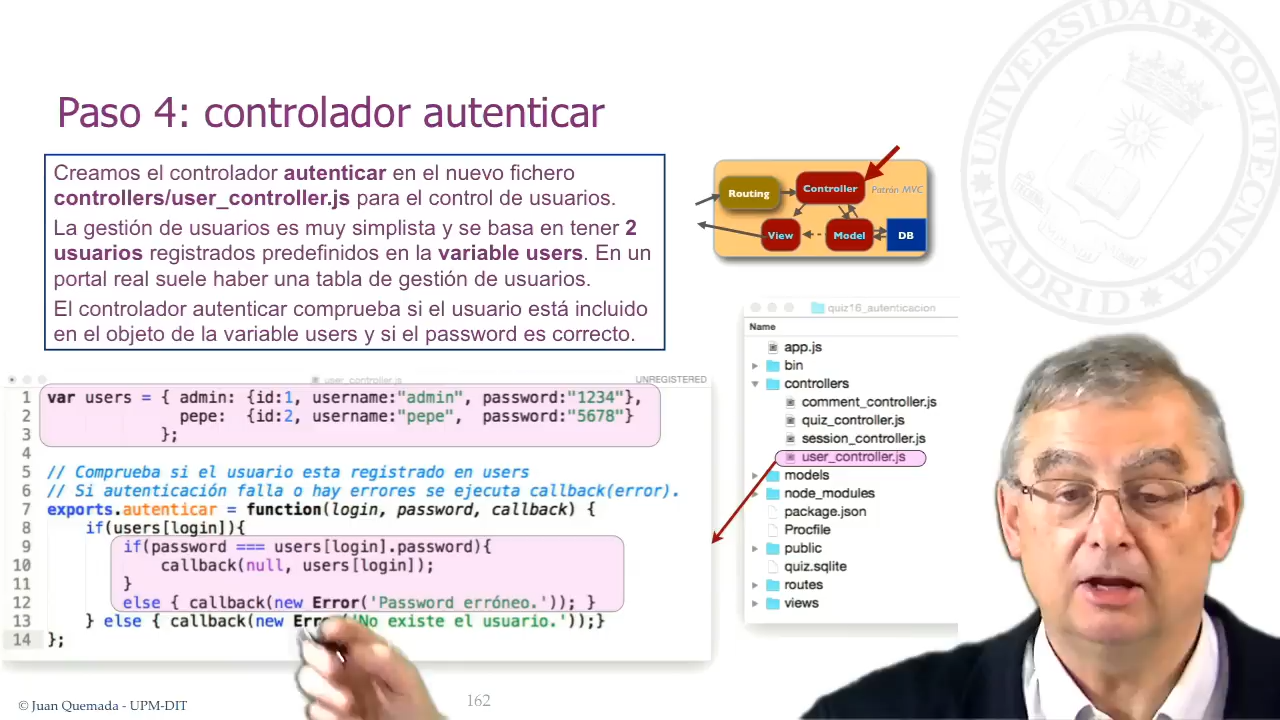 Paso 4: controlador autenticar
Creamos el controlador autenticar en el nuevo fichero
controllers/user_controller.js para el control de usuarios.
La gestión de usuarios es muy simplista y se basa en tener 2
usuarios registrados predefinidos en la variable users. En un
portal real suele haber una tabla de gestión de usuarios.
El controlador autenticar comprueba si el usuario está incluido
en el objeto de la variable users y si el password es correcto.
Routing
Controller
Patrón MVC
View
Model
DB
UNIVERSIDAD POLITECNICA
MADRID
user_controller.js
UNREGISTERED
1 var users = { admin: {id:1, username:"admin", password:"1234"},
2 pepe: {id:2, username:"pepe", password:"5678"}
3 };
4
5 // Comprueba si el usuario esta registrado en users
6 // Si autenticación falla o hay errores se ejecuta callback(error).
7 exports.autenticar = function(login, password, callback) {
8 if(users[login]){
9 if(password === users[login].password){
10 callback(null, users[login]);
11 }
12 else { callback(new Error('Password erróneo.')); }
13 } else { callback(new Err ('No existe el usuario.'));}
14 };
quiz16_autenticacion
Name
app.js
bin
controllers
comment_controller.js
quiz_controller.js
session_controller.js
user_controller.js
models
node_modules
package.json
Procfile
public
quiz.sqlite
routes
views
© Juan Quemada - UPM-DIT
162